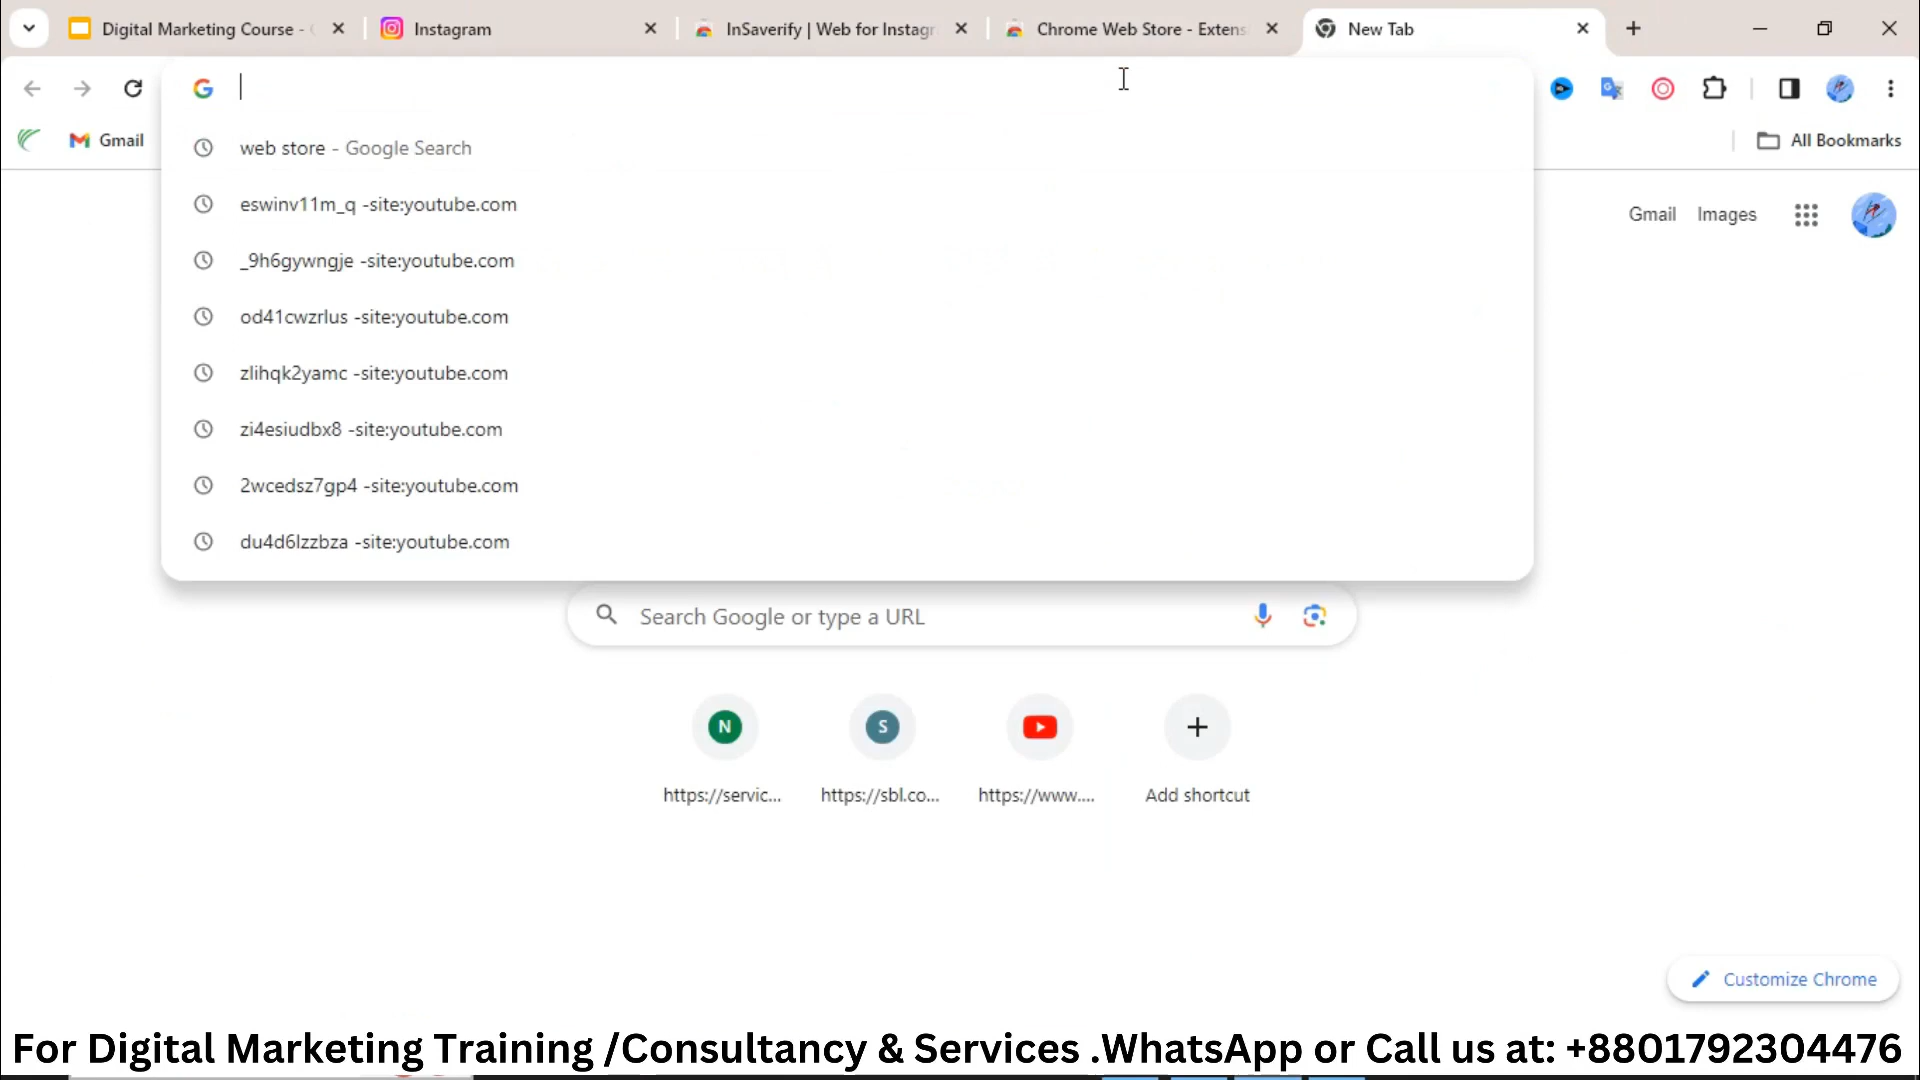 Digital Marketing Course -
Instagram
InSaverify | Web for Instagr
Chrome Web Store - Extens
New Tab
G
web store - Google Search
eswinv11m_q -site:youtube.com
_9h6gywngje -site:youtube.com
od41cwzrlus -site:youtube.com
zlihqk2yamc -site:youtube.com
zi4esiudbx8 -site:youtube.com
2wcedsz7gp4 -site:youtube.com
du4d6lzzbza -site:youtube.com
Gmail
All Bookmarks
Gmail Images
Search Google or type a URL
N
S
https://servic...
https://sbl.co...
https://www....
Add shortcut
Customize Chrome
For Digital Marketing Training /Consultancy & Services .WhatsApp or Call us at: +8801792304476